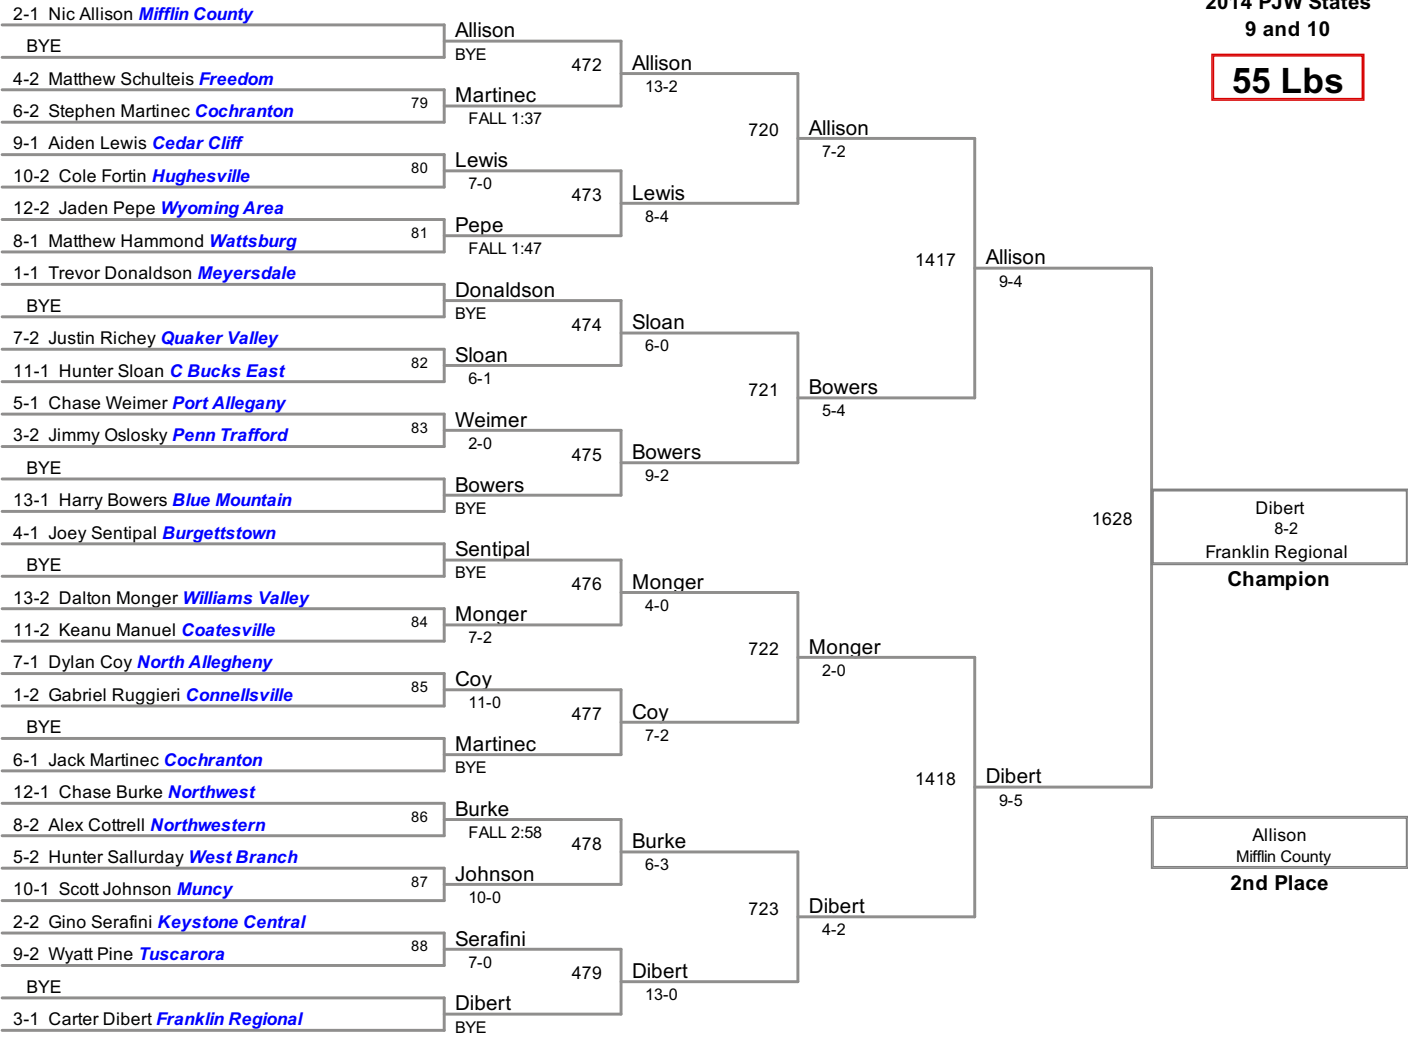 2014 PJW States
9 and 10
55 Lbs
2-1 Nic Allison Mifflin County
BYE
4-2 Matthew Schulteis Freedom
6-2 Stephen Martinec Cochranton
9-1 Aiden Lewis Cedar Cliff
10-2 Cole Fortin Hughesville
12-2 Jaden Pepe Wyoming Area
8-1 Matthew Hammond Wattsburg
1-1 Trevor Donaldson Meyersdale
BYE
7-2 Justin Richey Quaker Valley
11-1 Hunter Sloan C Bucks East
5-1 Chase Weimer Port Allegany
3-2 Jimmy Oslosky Penn Trafford
BYE
13-1 Harry Bowers Blue Mountain
4-1 Joey Sentipal Burgettstown
BYE
13-2 Dalton Monger Williams Valley
11-2 Keanu Manuel Coatesville
7-1 Dylan Coy North Allegheny
1-2 Gabriel Ruggieri Connellsville
BYE
6-1 Jack Martinec Cochranton
12-1 Chase Burke Northwest
8-2 Alex Cottrell Northwestern
5-2 Hunter Sallurday West Branch
10-1 Scott Johnson Muncy
2-2 Gino Serafini Keystone Central
9-2 Wyatt Pine Tuscarora
BYE
3-1 Carter Dibert Franklin Regional
79
80
81
82
83
84
85
86
87
88
Allison
BYE
Martinec
FALL 1:37
Lewis
7-0
Pepe
FALL 1:47
Donaldson
BYE
Sloan
6-1
Weimer
2-0
Bowers
BYE
Sentipal
BYE
Monger
7-2
Coy
11-0
Martinec
BYE
Burke
FALL 2:58
Johnson
10-0
Serafini
7-0
Dibert
BYE
472
473
474
475
476
477
478
479
Allison
13-2
Lewis
8-4
Sloan
6-0
Bowers
9-2
Monger
4-0
Coy
7-2
Burke
6-3
Dibert
13-0
720
721
722
723
Allison
7-2
Bowers
5-4
Monger
2-0
Dibert
4-2
1417
1418
Allison
9-4
Dibert
9-5
1628
Dibert
8-2
Franklin Regional
Champion
Allison
Mifflin County
2nd Place